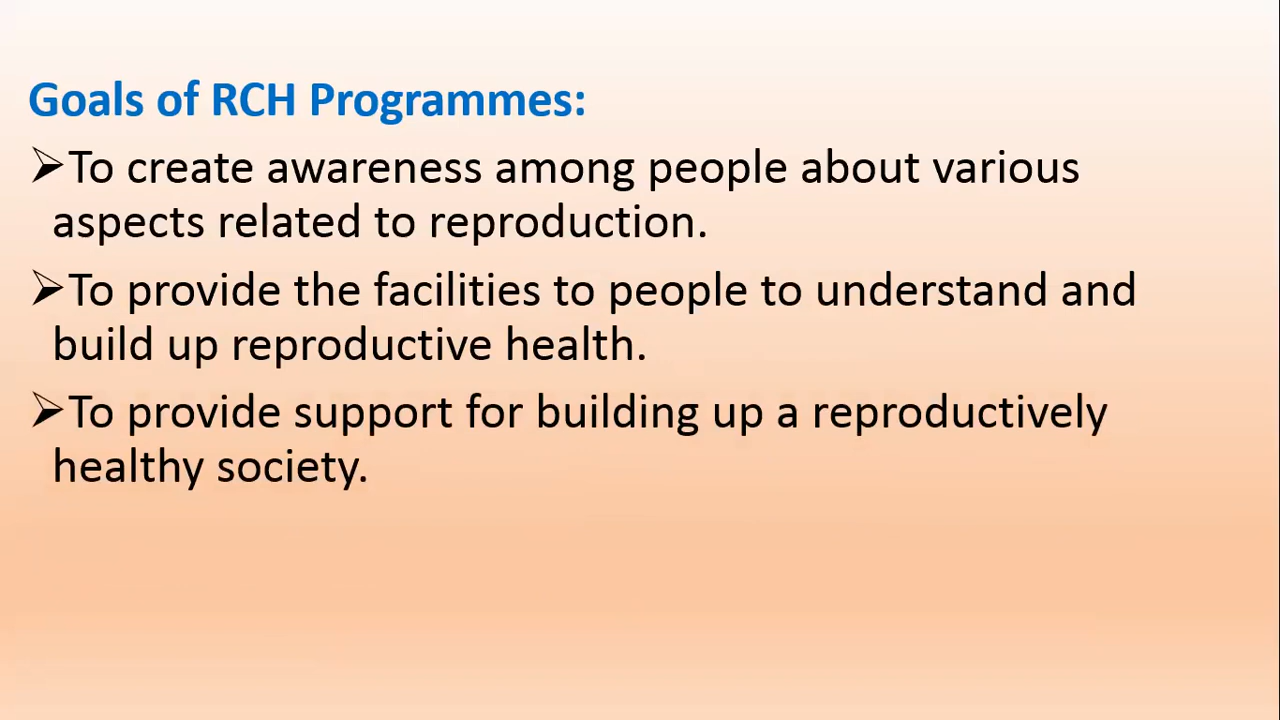 Goals of RCH Programmes:
➢To create awareness among people about various
aspects related to reproduction.
➢To provide the facilities to people to understand and
build up reproductive health.
➢To provide support for building up a reproductively
healthy society.